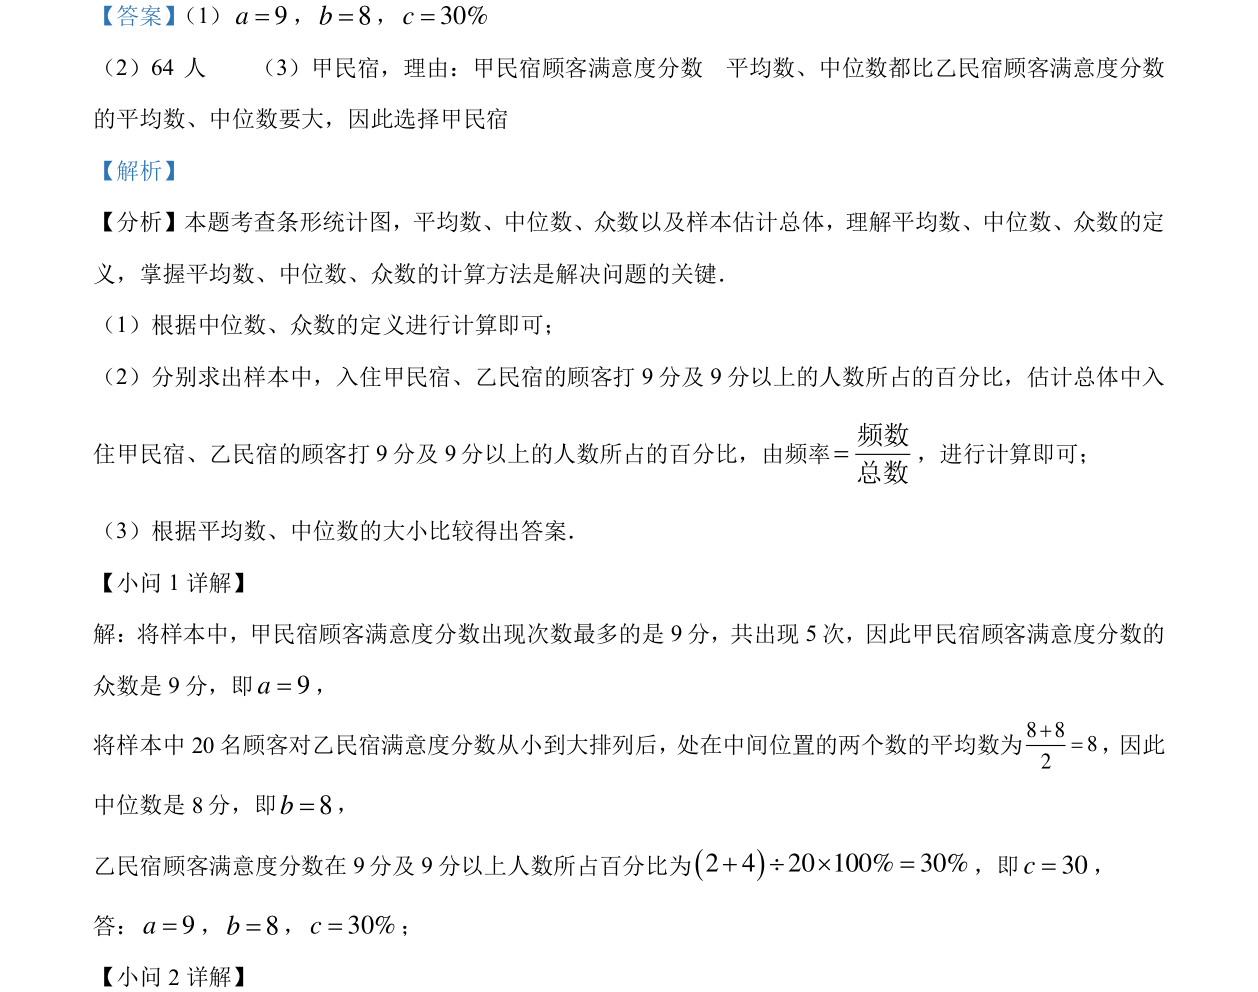 【答案】（1）a＝9，b＝8，c＝30%
（2）64 人　　（3）甲民宿，理由：甲民宿顾客满意度分数　平均数、中位数都比乙民宿顾客满意度分数
的平均数、中位数要大，因此选择甲民宿
【解析】
【分析】本题考查条形统计图，平均数、中位数、众数以及样本估计总体，理解平均数、中位数、众数的定
义，掌握平均数、中位数、众数的计算方法是解决问题的关键．
（1）根据中位数、众数的定义进行计算即可；
（2）分别求出样本中，入住甲民宿、乙民宿的顾客打 9 分及 9 分以上的人数所占的百分比，估计总体中入
住甲民宿、乙民宿的顾客打 9 分及 9 分以上的人数所占的百分比，由频率＝频数/总数，进行计算即可；
（3）根据平均数、中位数的大小比较得出答案．
【小问 1 详解】
解：将样本中，甲民宿顾客满意度分数出现次数最多的是 9 分，共出现 5 次，因此甲民宿顾客满意度分数的
众数是 9 分，即 a＝9，
将样本中 20 名顾客对乙民宿满意度分数从小到大排列后，处在中间位置的两个数的平均数为(8+8)/2＝8，因此
中位数是 8 分，即 b＝8，
乙民宿顾客满意度分数在 9 分及 9 分以上人数所占百分比为(2+4)÷20×100%＝30%，即 c＝30，
答：a＝9，b＝8，c＝30%；
【小问 2 详解】